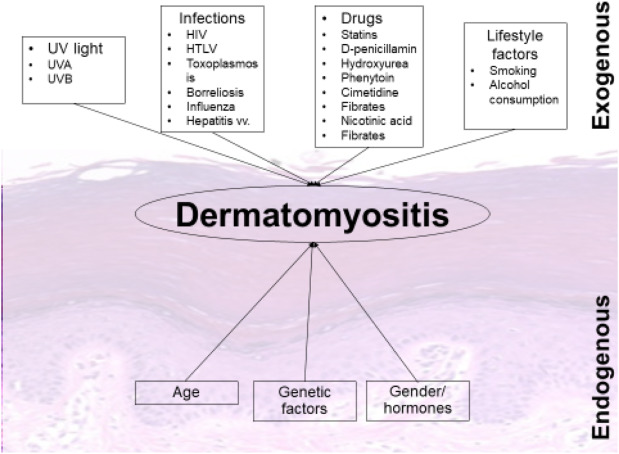 UV light
UVA
UVB
Infections
HIV
HTLV
Toxoplasmos
is
Borreliosis
Influenza
Hepatitis vv.
Drugs
Statins
D-penicillamin
Hydroxyurea
Phenytoin
Cimetidine
Fibrates
Nicotinic acid
Fibrates
Lifestyle
factors
Smoking
Alcohol
consumption
Exogenous
Dermatomyositis
Age
Genetic
factors
Gender/
hormones
Endogenous